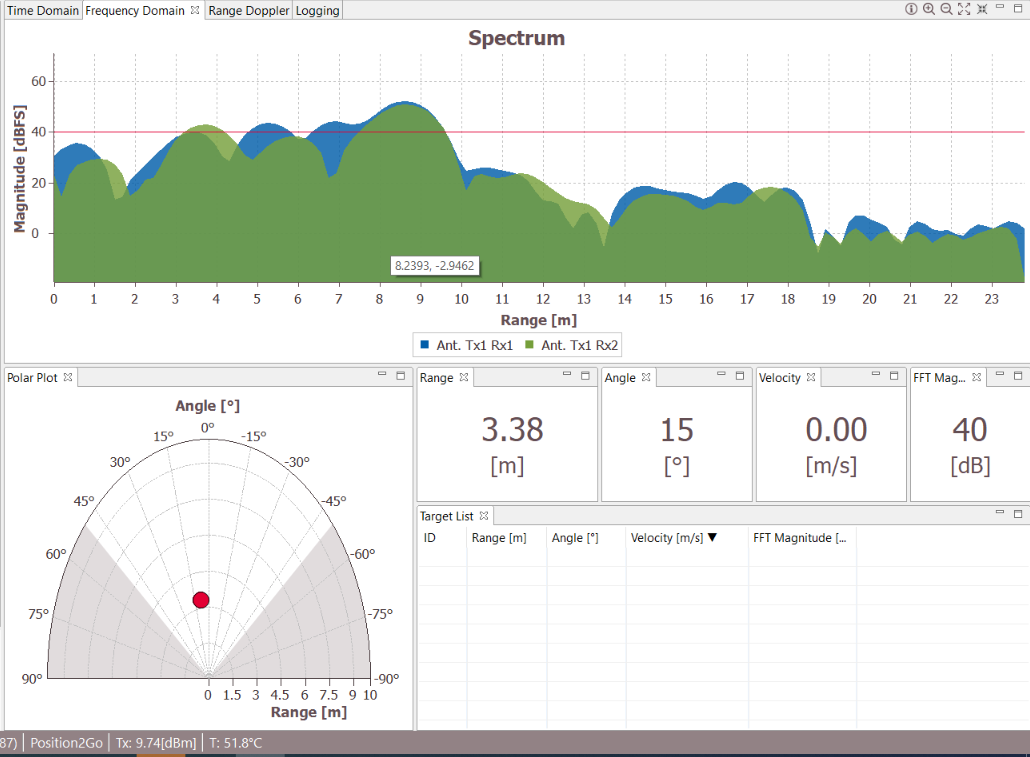 Time Domain Frequency Domain Range Doppler Logging
Spectrum
Magnitude [dBFS]
60
40
20
0
8.2393, -2.9462
0 1 2 3 4 5 6 7 8 9 10 11 12 13 14 15 16 17 18 19 20 21 22 23
Range [m]
Ant. Tx1 Rx1 Ant. Tx1 Rx2
Polar Plot
Angle [°]
0°
15° -15°
30° -30°
45° -45°
60° -60°
75° -75°
90° -90°
0 1.5 3 4.5 6 7.5 9 10
Range [m]
Range Angle Velocity FFT Mag...
3.38 15 0.00 40
[m] [°] [m/s] [dB]
Target List
ID Range [m] Angle [°] Velocity [m/s] ▼ FFT Magnitude [...
87) Position2Go Tx: 9.74[dBm] T: 51.8°C